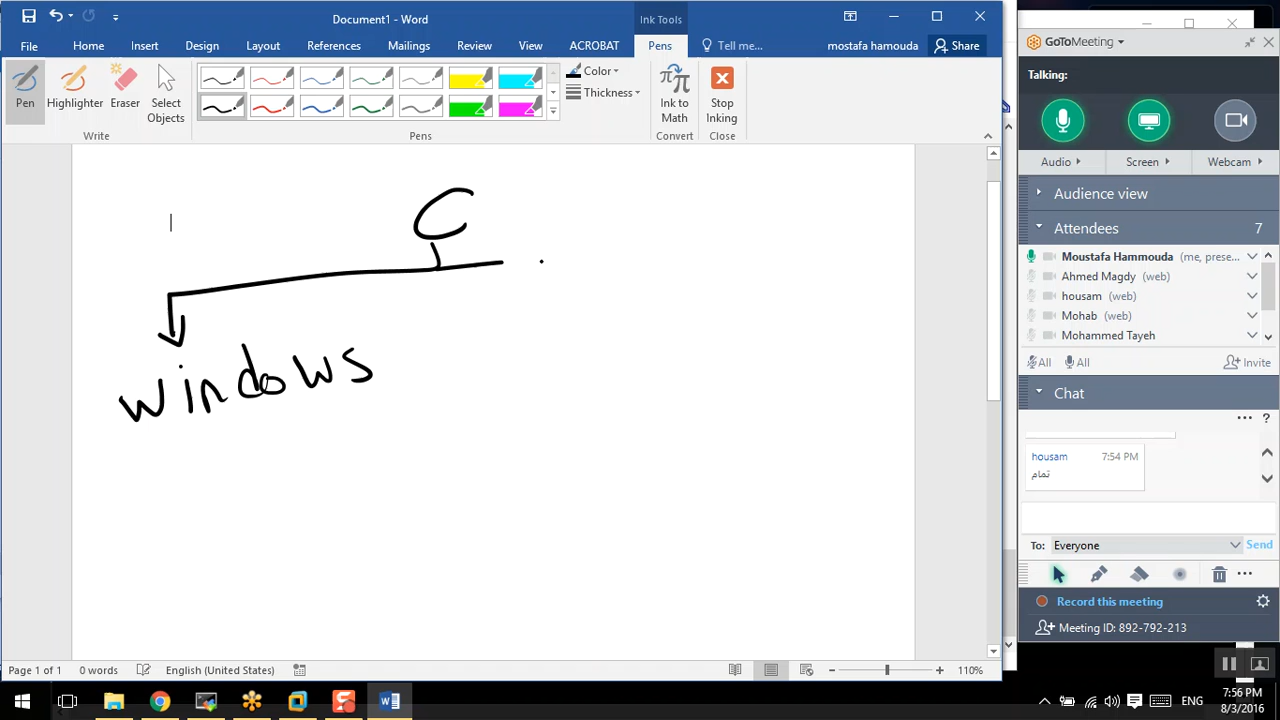 Document1 - Word
Ink Tools
File Home Insert Design Layout References Mailings Review View ACROBAT Pens Tell me... mostafa hamouda Share
Pen Highlighter Eraser Select Objects
Color
Thickness
Ink to Math
Stop Inking
Write Pens Convert Close
C
windows
Page 1 of 1 0 words English (United States) 110%
GoToMeeting
Talking:
Audio Screen Webcam
Audience view
Attendees 7
Moustafa Hammouda (me, prese...
Ahmed Magdy (web)
housam (web)
Mohab (web)
Mohammed Tayeh
All All Invite
Chat
... ?
housam 7:54 PM
تمام
To: Everyone Send
...
Record this meeting
Meeting ID: 892-792-213
ENG 7:56 PM
8/3/2016